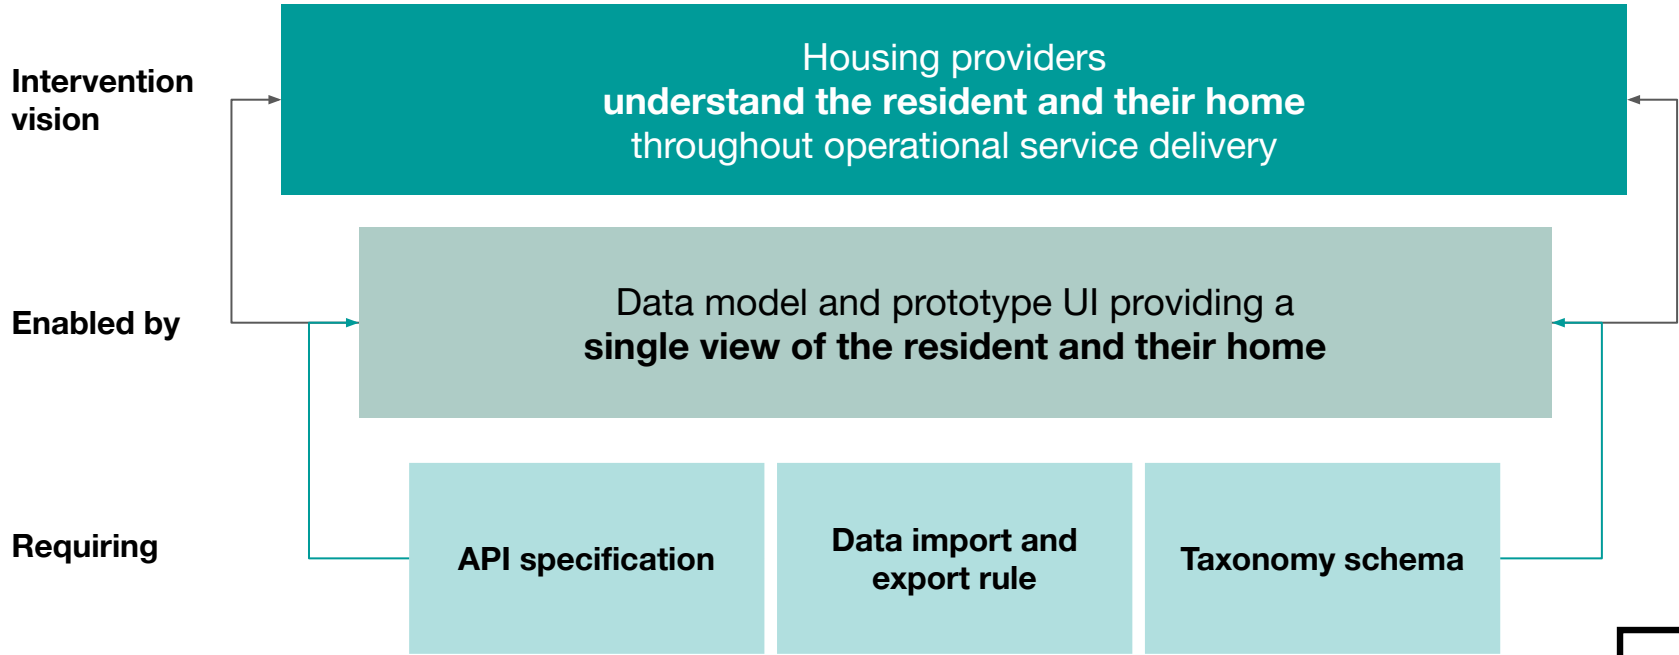 Intervention
vision
Housing providers
understand the resident and their home
throughout operational service delivery
Enabled by
Data model and prototype UI providing a
single view of the resident and their home
Requiring
API specification
Data import and
export rule
Taxonomy schema